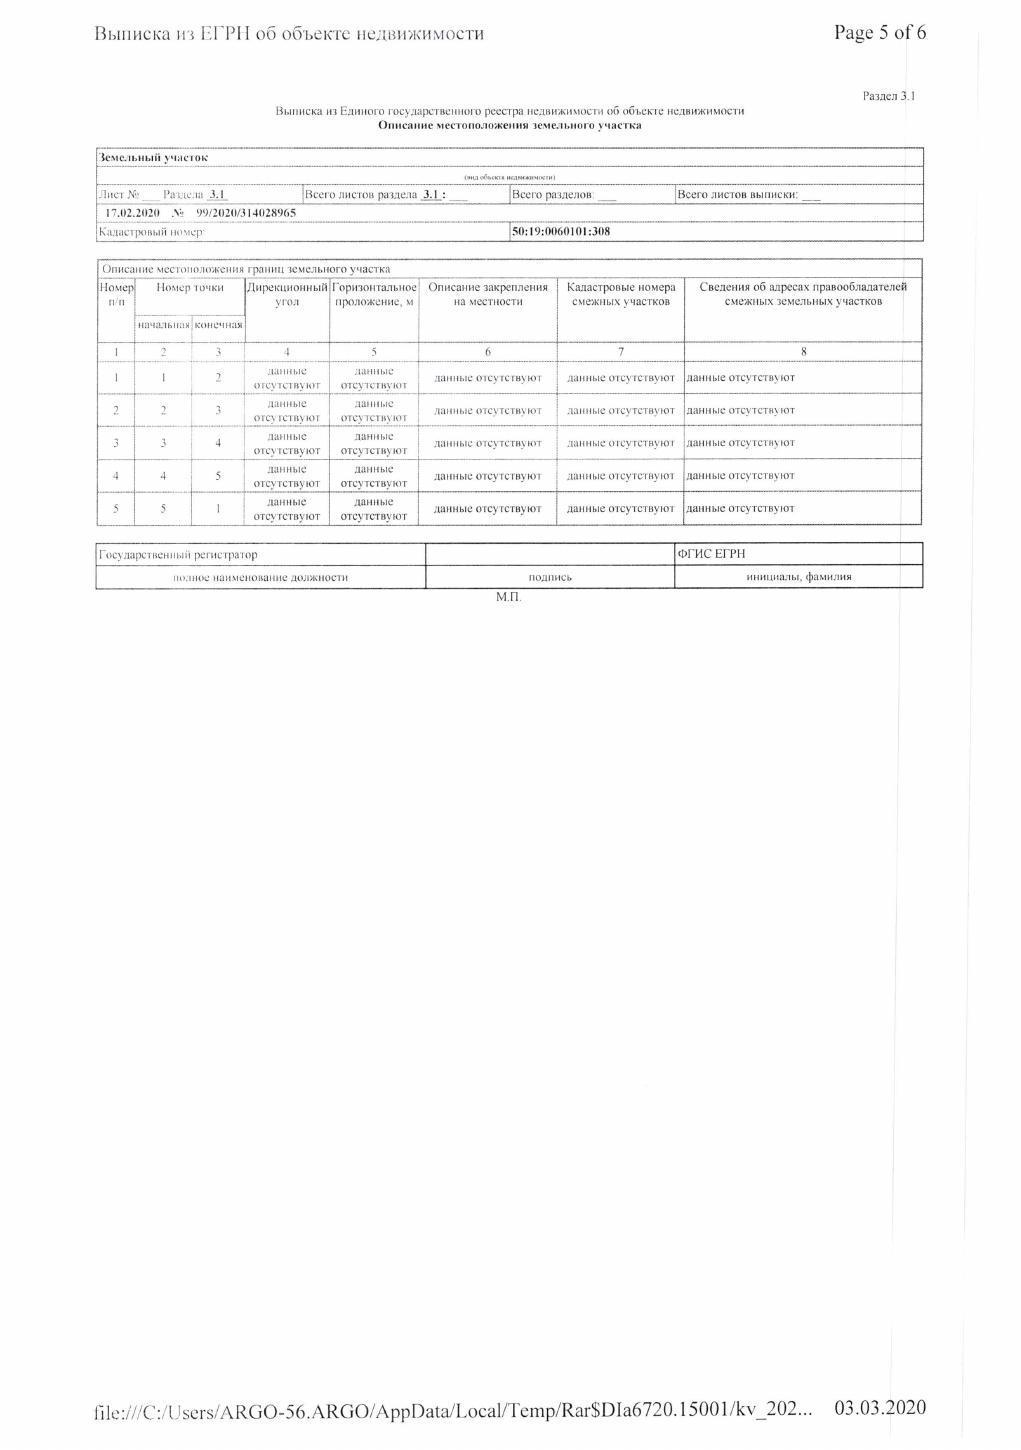 Выписка из ЕГРН об объекте недвижимости Page 5 of 6
Раздел 3.1
Выписка из Единого государственного реестра недвижимости об объекте недвижимости
Описание местоположения земельного участка
Земельный участок
(вид объекта недвижимости)
Лист № ___ Раздела 3.1 Всего листов раздела 3.1 : ___ Всего разделов: ___ Всего листов выписки: ___
17.02.2020 № 99/2020/314028965
Кадастровый номер: 50:19:0060101:308
Описание местоположения границ земельного участка
Номер п/п Номер точки Дирекционный угол Горизонтальное проложение, м Описание закрепления на местности Кадастровые номера смежных участков Сведения об адресах правообладателей смежных земельных участков
начальная конечная
1 2 3 4 5 6 7 8
1 1 2 данные отсутствуют данные отсутствуют данные отсутствуют данные отсутствуют данные отсутствуют
2 2 3 данные отсутствуют данные отсутствуют данные отсутствуют данные отсутствуют данные отсутствуют
3 3 4 данные отсутствуют данные отсутствуют данные отсутствуют данные отсутствуют данные отсутствуют
4 4 5 данные отсутствуют данные отсутствуют данные отсутствуют данные отсутствуют данные отсутствуют
5 5 1 данные отсутствуют данные отсутствуют данные отсутствуют данные отсутствуют данные отсутствуют
Государственный регистратор ФГИС ЕГРН
полное наименование должности подпись инициалы, фамилия
М.П.
file:///C:/Users/ARGO-56.ARGO/AppData/Local/Temp/Rar$DIa6720.15001/kv_202... 03.03.2020